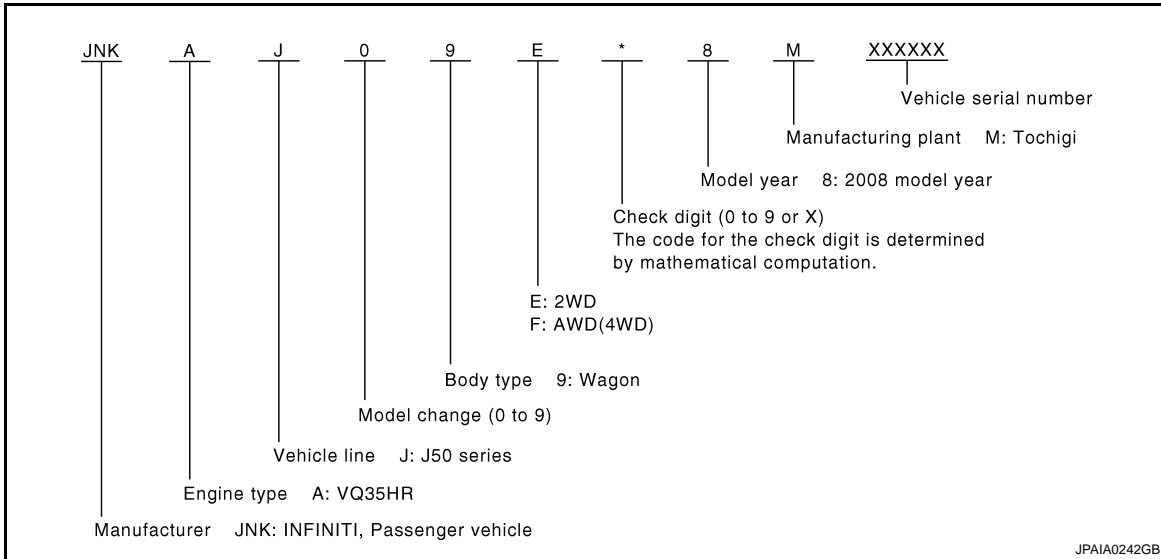 JNK A J 0 9 E * 8 M XXXXXX
Vehicle serial number
Manufacturing plant M: Tochigi
Model year 8: 2008 model year
Check digit (0 to 9 or X)
The code for the check digit is determined
by mathematical computation.
E: 2WD
F: AWD(4WD)
Body type 9: Wagon
Model change (0 to 9)
Vehicle line J: J50 series
Engine type A: VQ35HR
Manufacturer JNK: INFINITI, Passenger vehicle
JPAIA0242GB